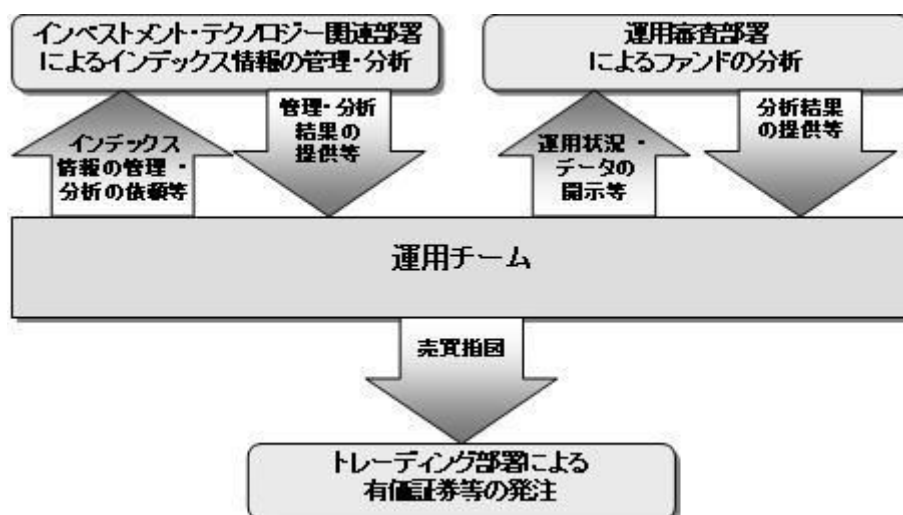 インベストメント・テクノロジー関連部署
によるインデックス情報の管理・分析
運用審査部署
によるファンドの分析
インデックス
情報の管理・
分析の依頼等
管理・分析
結果の
提供等
運用状況・
データの
開示等
分析結果
の提供等
運用チーム
売買指図
トレーディング部署による
有価証券等の発注